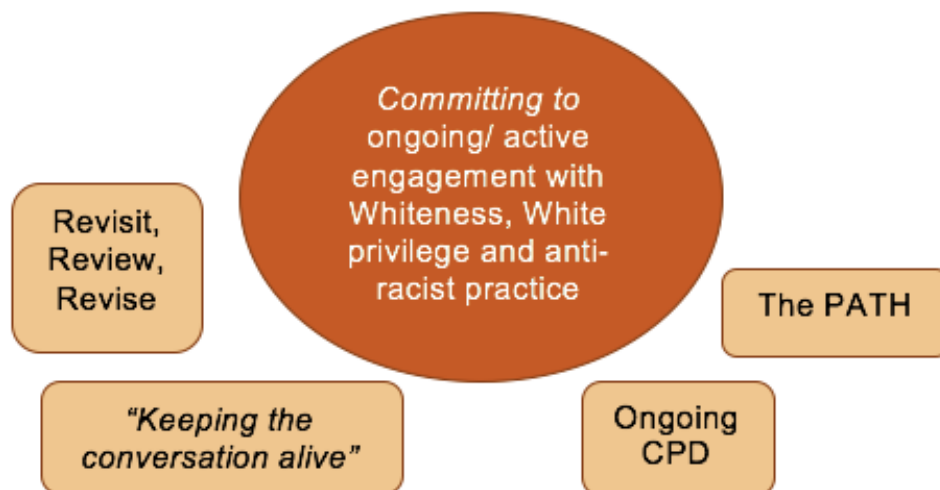 Committing to
ongoing/ active
engagement with
Whiteness, White
privilege and anti-
racist practice
Revisit,
Review,
Revise
The PATH
“Keeping the
conversation alive”
Ongoing
CPD